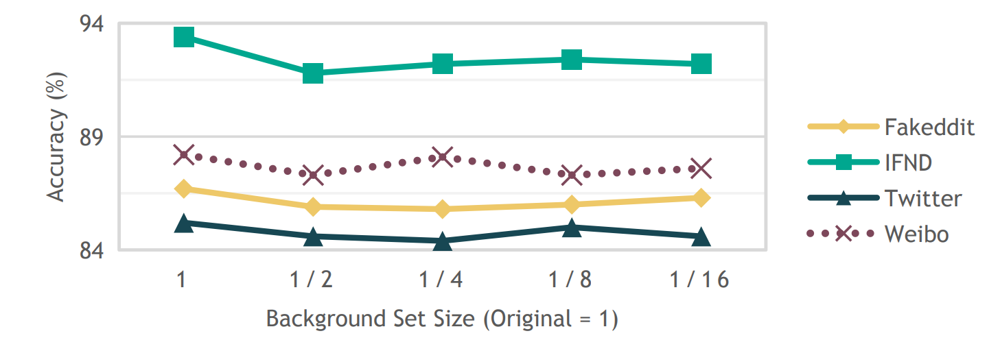 94
89
84
Accuracy (%)
1
1 / 2
1 / 4
1 / 8
1 / 16
Background Set Size (Original = 1)
Fakeddit
IFND
Twitter
Weibo